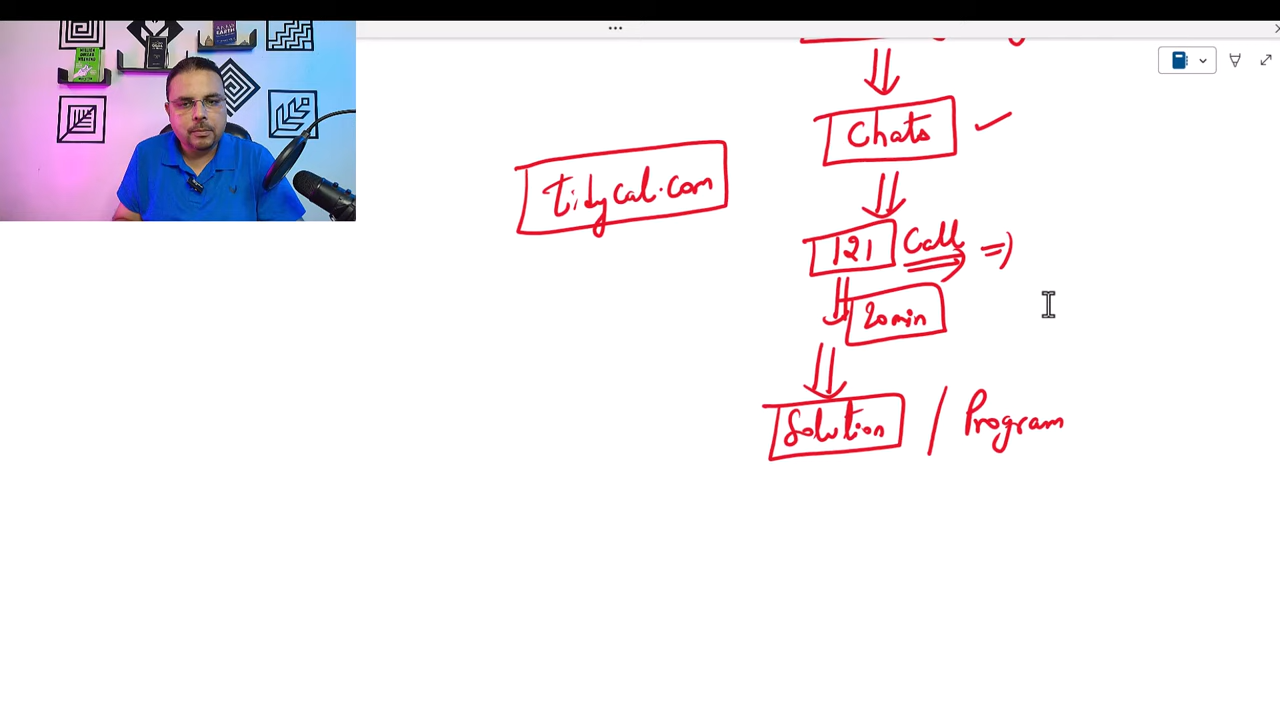 Chats
tidycal.com
121 Call =>
20min
Solution / Program